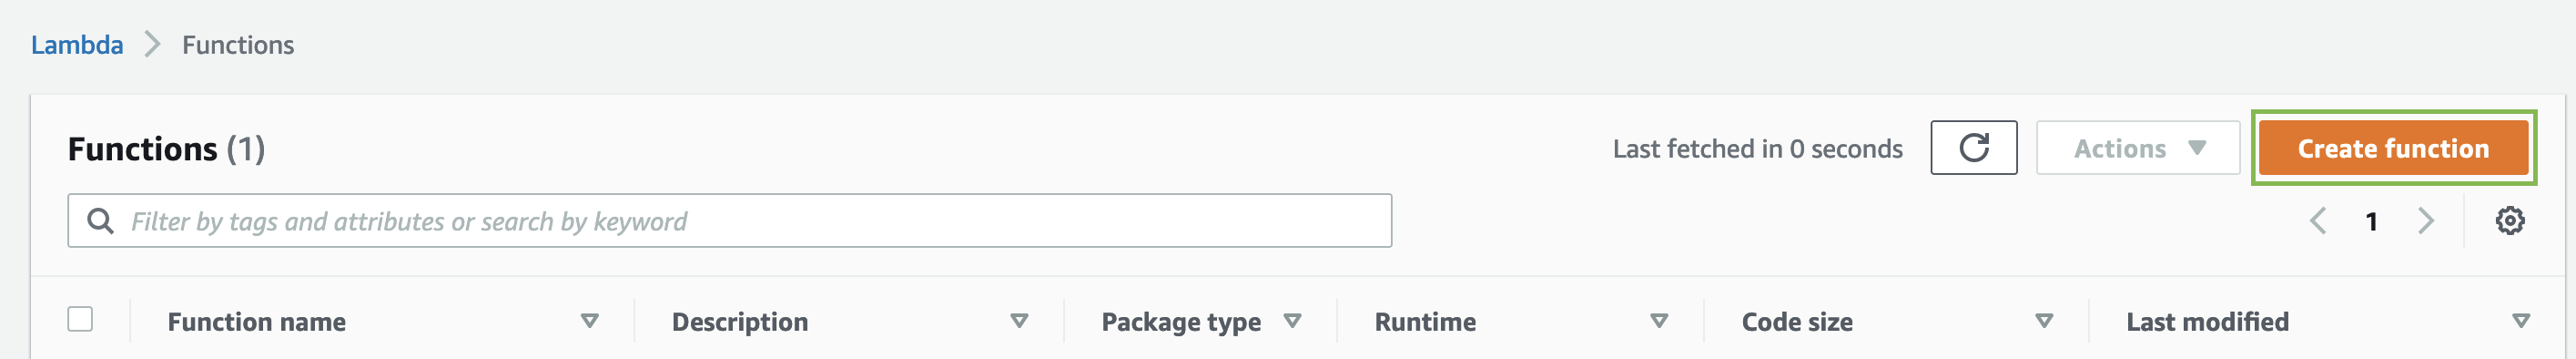 Lambda > Functions
Functions (1)
Last fetched in 0 seconds
Actions
Create function
Filter by tags and attributes or search by keyword
1
Function name Description Package type Runtime Code size Last modified